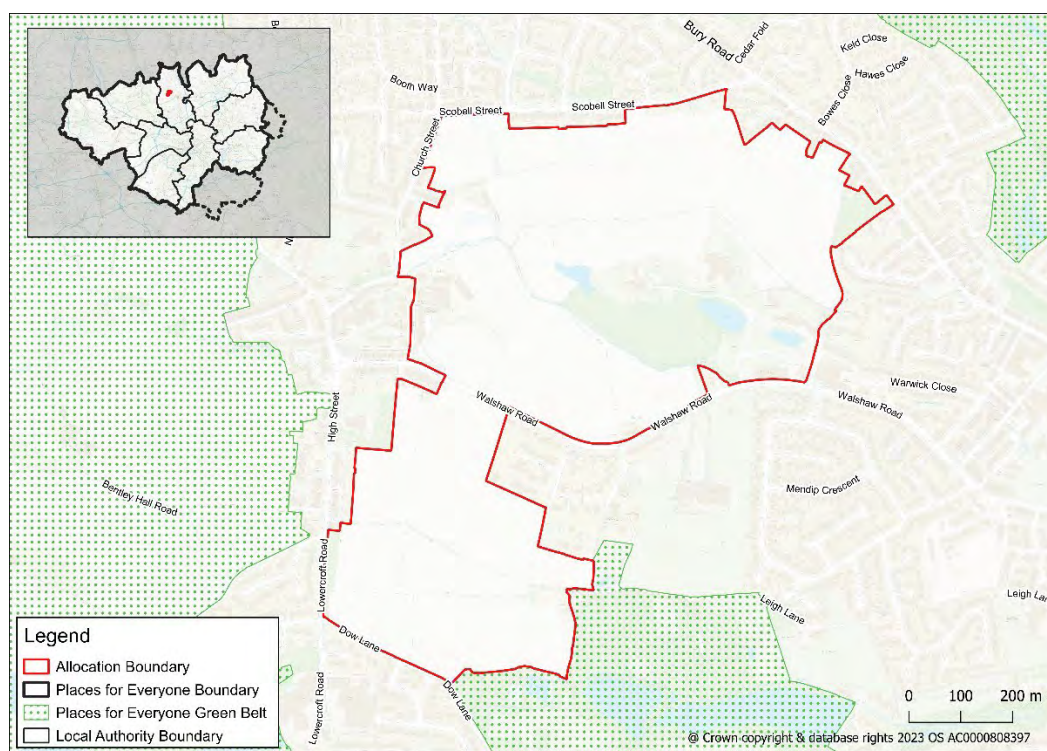 Bury Road
Cedar Fold
Keld Close
Hawes Close
Bowes Close
Boom Way
Scobell Street
Scobell Street
Church Street
High Street
Walshaw Road
Walshaw Road
Walshaw Road
Warwick Close
Mendip Crescent
Bentley Hall Road
Lowercroft Road
Dow Lane
Dow Lane
Lowercroft Road
Leigh Lane
Leigh Lane
Legend
Allocation Boundary
Places for Everyone Boundary
Places for Everyone Green Belt
Local Authority Boundary
0 100 200 m
@ Crown copyright & database rights 2023 OS AC0000808397